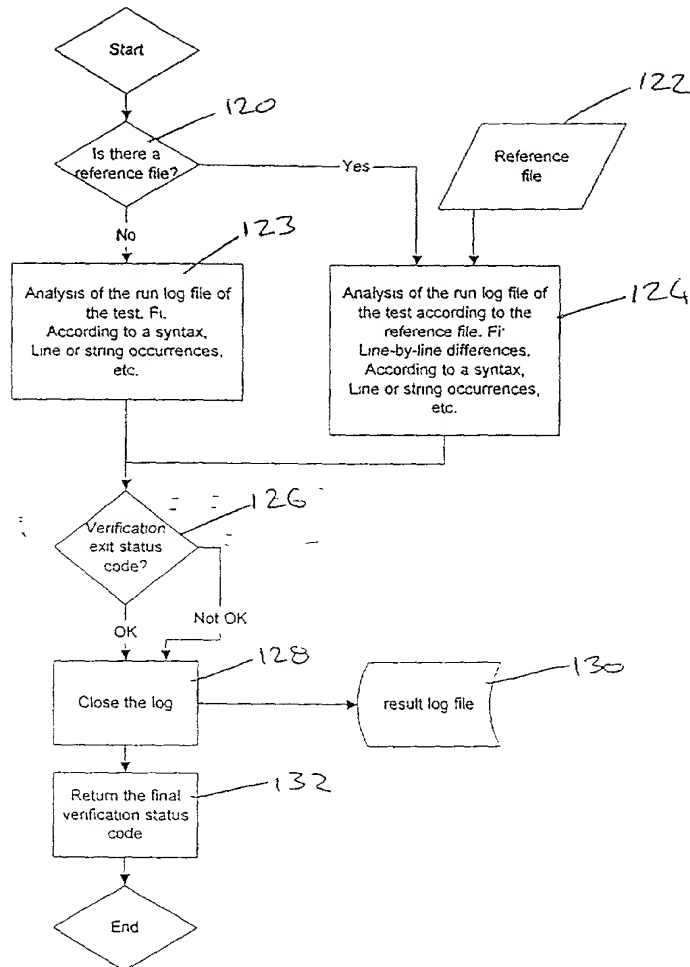 Start
120
Is there a
reference file?
Yes
No
122
Reference
file
123
Analysis of the run log file of
the test. Fi.
According to a syntax,
Line or string occurrences,
etc.
124
Analysis of the run log file of
the test according to the
reference file. Fi
Line-by-line differences,
According to a syntax,
Line or string occurrences,
etc.
126
Verification
exit status
code?
OK
Not OK
128
Close the log
130
result log file
132
Return the final
verification status
code
End